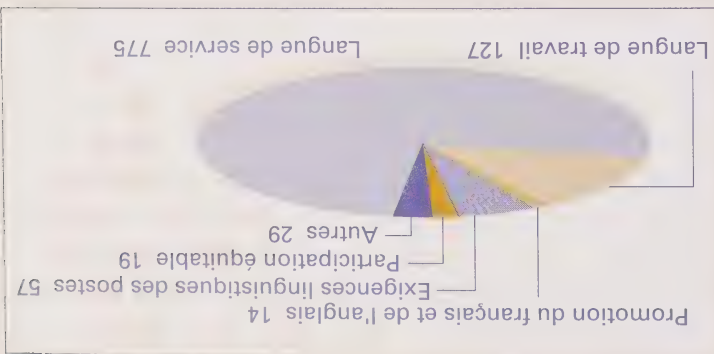 Promotion du français et de l'anglais 14
Exigences linguistiques des postes 57
Participation équitable 19
Autres 29
Langue de travail 127
Langue de service 775